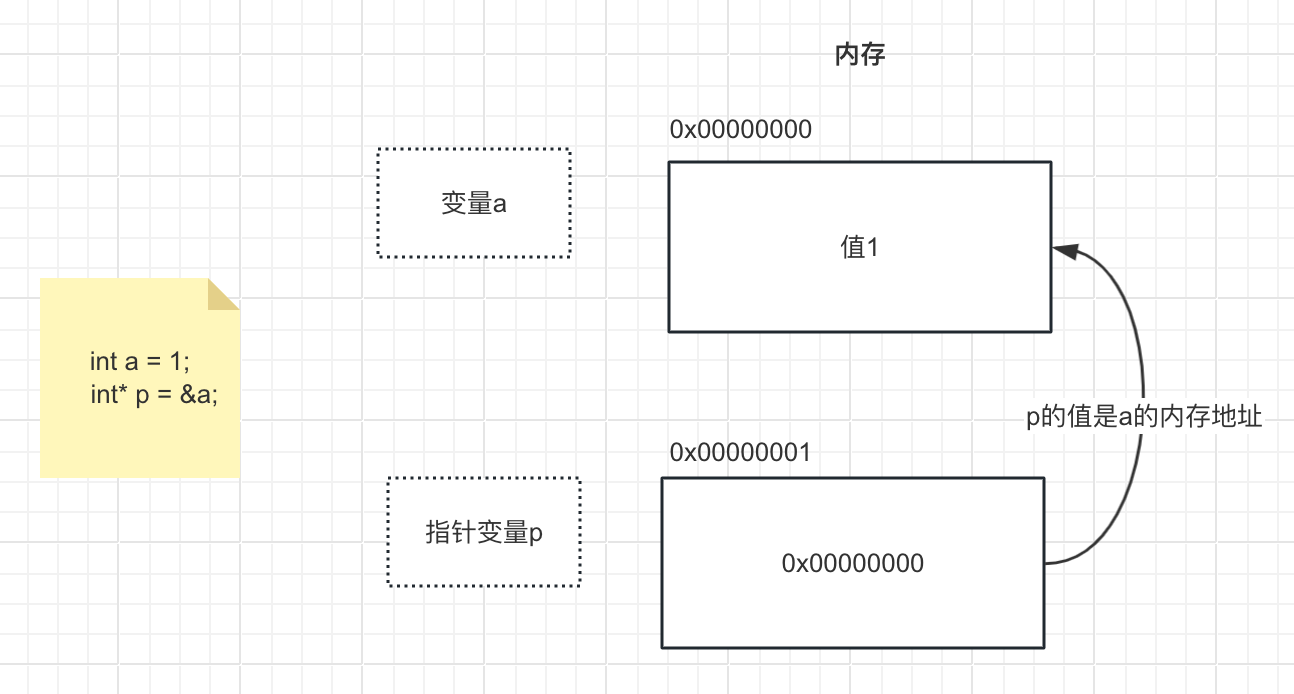 内存
0x00000000
变量a
值1
int a = 1;
int* p = &a;
p的值是a的内存地址
0x00000001
指针变量p
0x00000000